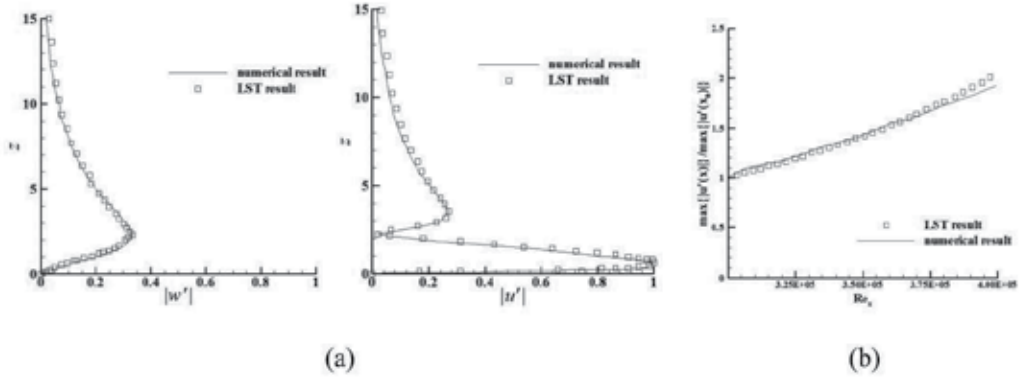 15
10
5
0
z
numerical result
LST result
0 0.2 0.4 0.6 0.8 1
|w'|
15
10
5
0
z
numerical result
LST result
0 0.2 0.4 0.6 0.8 1
|u'|
(a)
2.5
2
1.5
1
0.5
0
max{|u'(x)|}/max{|u'(x₀)|}
LST result
numerical result
3.25E+05 3.50E+05 3.75E+05 4.00E+05
Reₓ
(b)